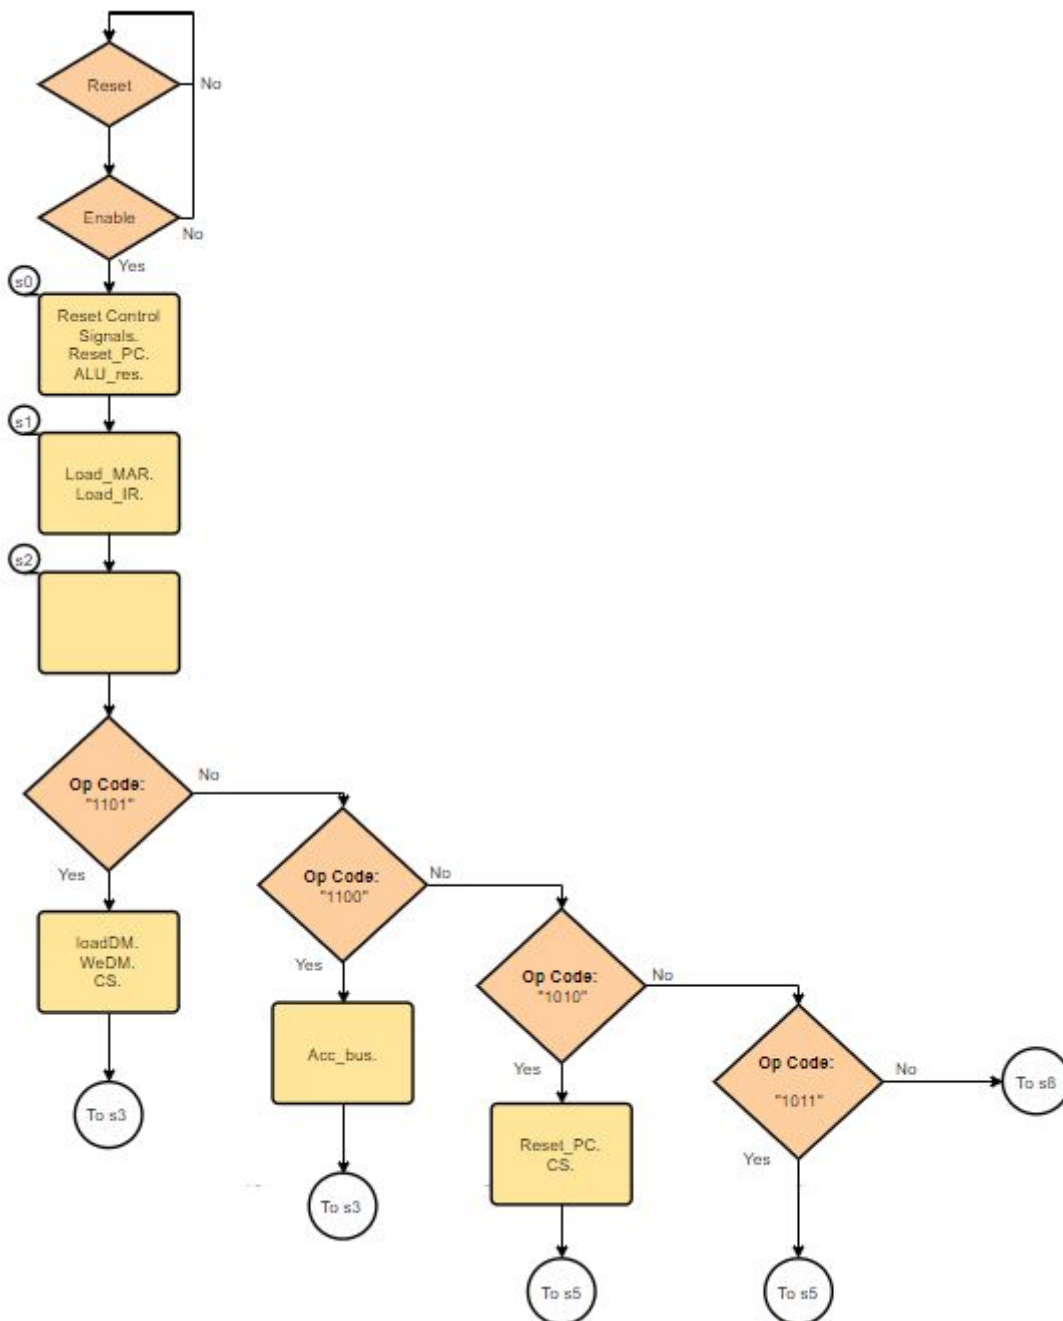 Reset
No
Enable
No
Yes
s0
Reset Control
Signals.
Reset_PC.
ALU_res.
s1
Load_MAR.
Load_IR.
s2
Op Code:
"1101"
No
Yes
loadDM.
WeDM.
CS.
To s3
Op Code:
"1100"
No
Yes
Acc_bus.
To s3
Op Code:
"1010"
No
Yes
Reset_PC.
CS.
To s5
Op Code:
"1011"
No
Yes
To s8
To s5